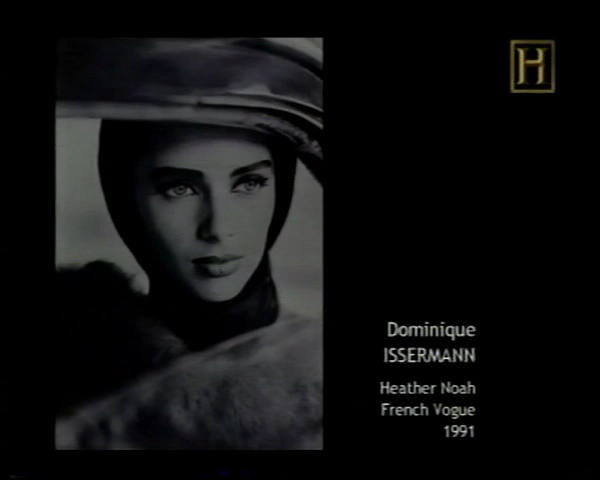 H
Dominique
ISSERMANN
Heather Noah
French Vogue
1991